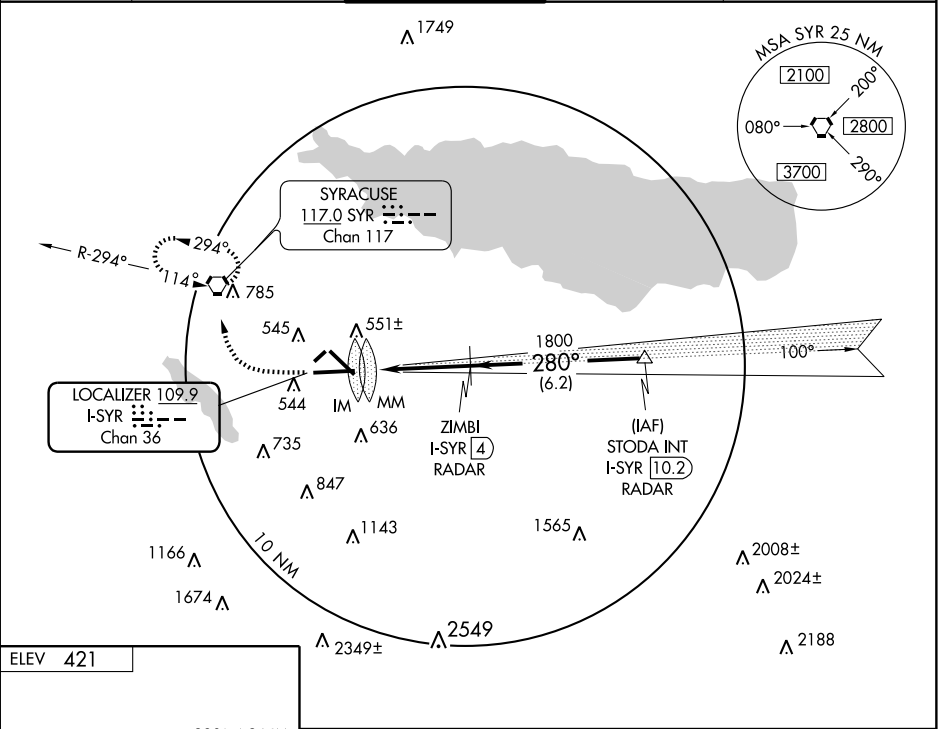 1749
MSA SYR 25 NM
2100
200°
080°
2800
290°
3700
SYRACUSE
117.0 SYR
Chan 117
R-294°
294°
114°
785
545
551±
1800
280°
(6.2)
100°
LOCALIZER 109.9
I-SYR
Chan 36
544
IM
MM
636
ZIMBI
I-SYR 4
RADAR
(IAF)
STODA INT
I-SYR 10.2
RADAR
735
847
1143
1565
10 NM
1166
1674
2008±
2024±
2349±
2549
2188
ELEV 421